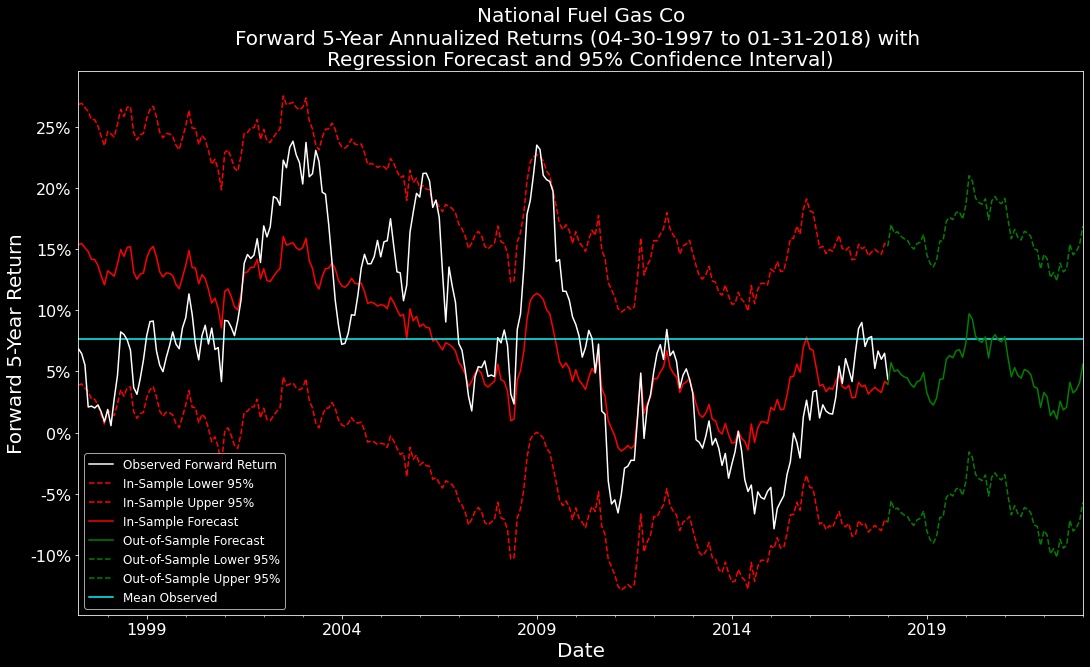 National Fuel Gas Co
Forward 5-Year Annualized Returns (04-30-1997 to 01-31-2018) with
Regression Forecast and 95% Confidence Interval)
Forward 5-Year Return
25%
20%
15%
10%
5%
0%
-5%
-10%
Observed Forward Return
In-Sample Lower 95%
In-Sample Upper 95%
In-Sample Forecast
Out-of-Sample Forecast
Out-of-Sample Lower 95%
Out-of-Sample Upper 95%
Mean Observed
1999 2004 2009 2014 2019
Date